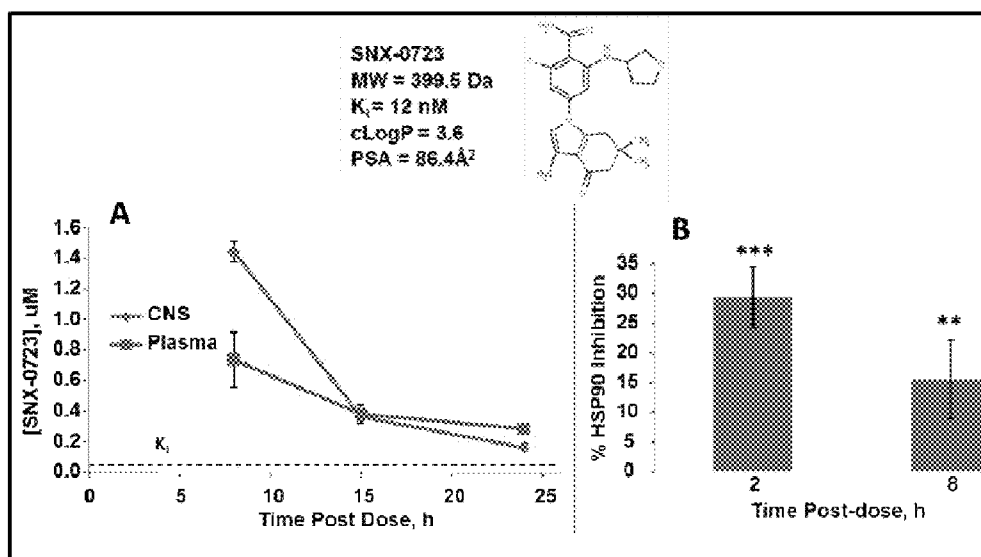 SNX-0723
MW = 399.5 Da
Ki = 12 nM
cLogP = 3.6
PSA = 86.4Å²
A
[SNX-0723], uM
1.6
1.4
1.2
1.0
0.8
0.6
0.4
0.2
0.0
CNS
Plasma
Ki
0 5 10 15 20 25
Time Post Dose, h
B
% HSP90 Inhibition
35
30
25
20
15
10
5
0
***
**
2 8
Time Post-dose, h